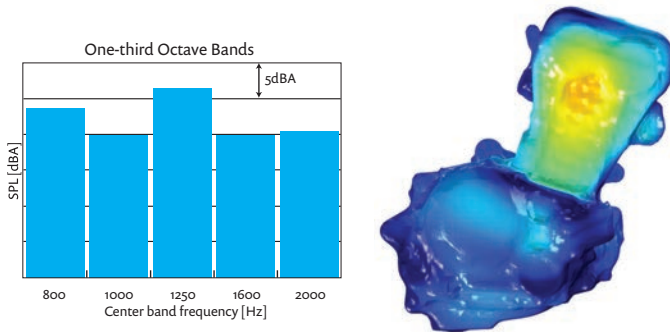 One-third Octave Bands
5dBA
SPL [dBA]
800 1000 1250 1600 2000
Center band frequency [Hz]